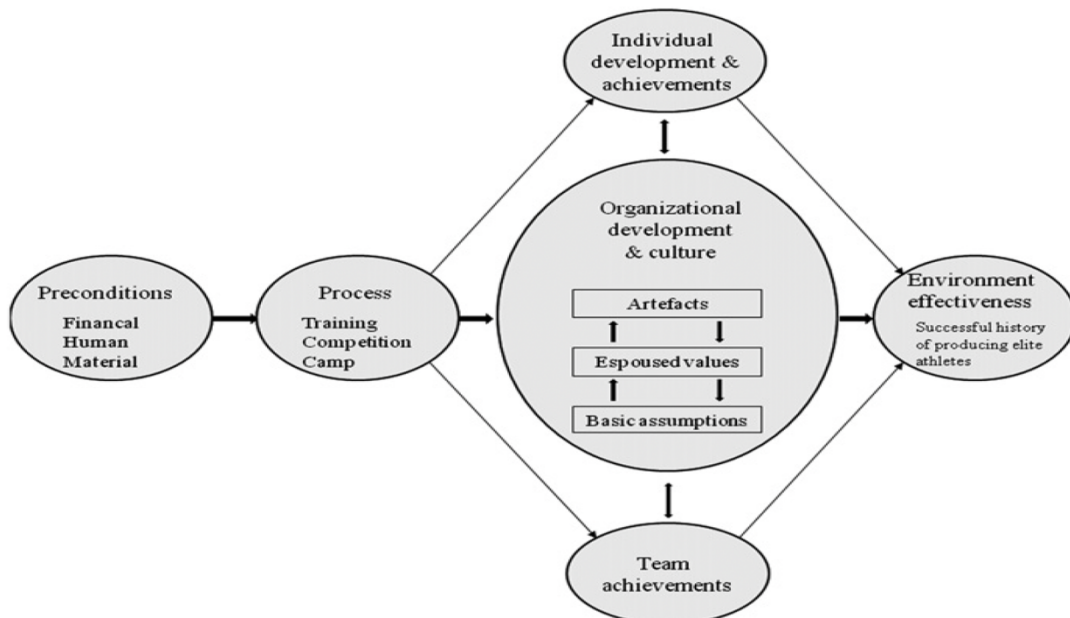 Individual
development &
achievements
Organizational
development
& culture
Artefacts
Espoused values
Basic assumptions
Preconditions
Financal
Human
Material
Process
Training
Competition
Camp
Environment
effectiveness
Successful history
of producing elite
athletes
Team
achievements